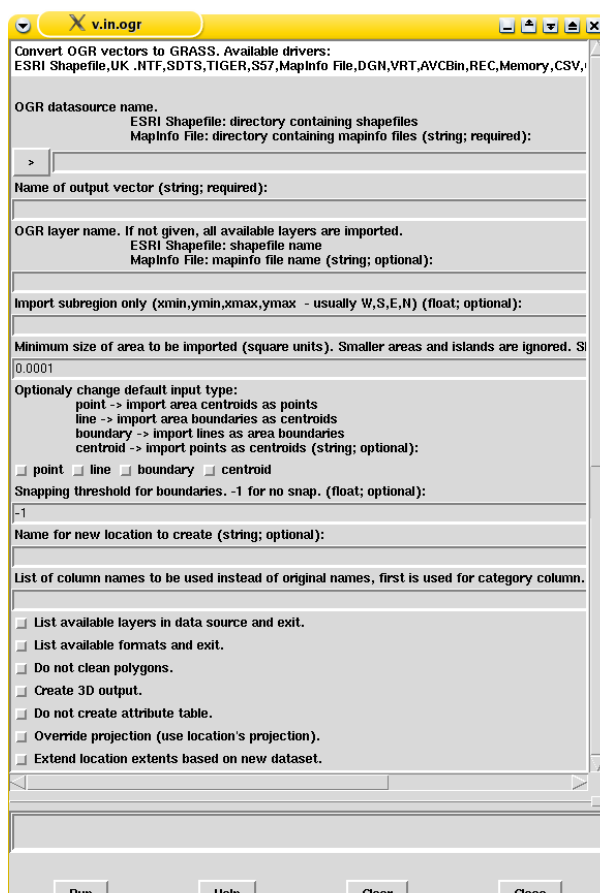 v.in.ogr
Convert OGR vectors to GRASS. Available drivers:
ESRI Shapefile,UK .NTF,SDTS,TIGER,S57,MapInfo File,DGN,VRT,AVCBin,REC,Memory,CSV,
OGR datasource name.
ESRI Shapefile: directory containing shapefiles
MapInfo File: directory containing mapinfo files (string; required):
>
Name of output vector (string; required):
OGR layer name. If not given, all available layers are imported.
ESRI Shapefile: shapefile name
MapInfo File: mapinfo file name (string; optional):
Import subregion only (xmin,ymin,xmax,ymax - usually W,S,E,N) (float; optional):
Minimum size of area to be imported (square units). Smaller areas and islands are ignored.
0.0001
Optionaly change default input type:
point -> import area centroids as points
line -> import area boundaries as centroids
boundary -> import lines as area boundaries
centroid -> import points as centroids (string; optional):
point line boundary centroid
Snapping threshold for boundaries. -1 for no snap. (float; optional):
-1
Name for new location to create (string; optional):
List of column names to be used instead of original names, first is used for category column.
List available layers in data source and exit.
List available formats and exit.
Do not clean polygons.
Create 3D output.
Do not create attribute table.
Override projection (use location's projection).
Extend location extents based on new dataset.
Run Help Clear Close